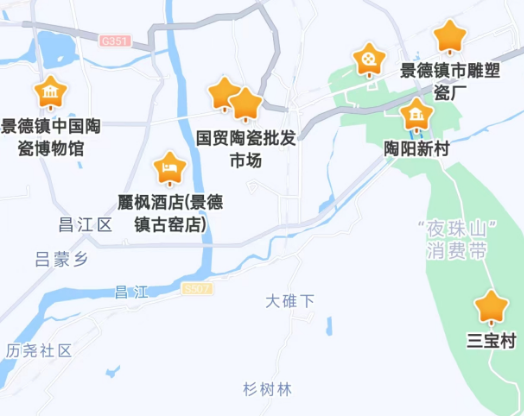 G351
景德镇市雕塑
瓷厂
景德镇中国陶
瓷博物馆
国贸陶瓷批发
市场
陶阳新村
麗枫酒店(景德
镇古窑店)
昌江区
吕蒙乡
"夜珠山"
消费带
昌江
S507
大碓下
三宝村
历尧社区
杉树林